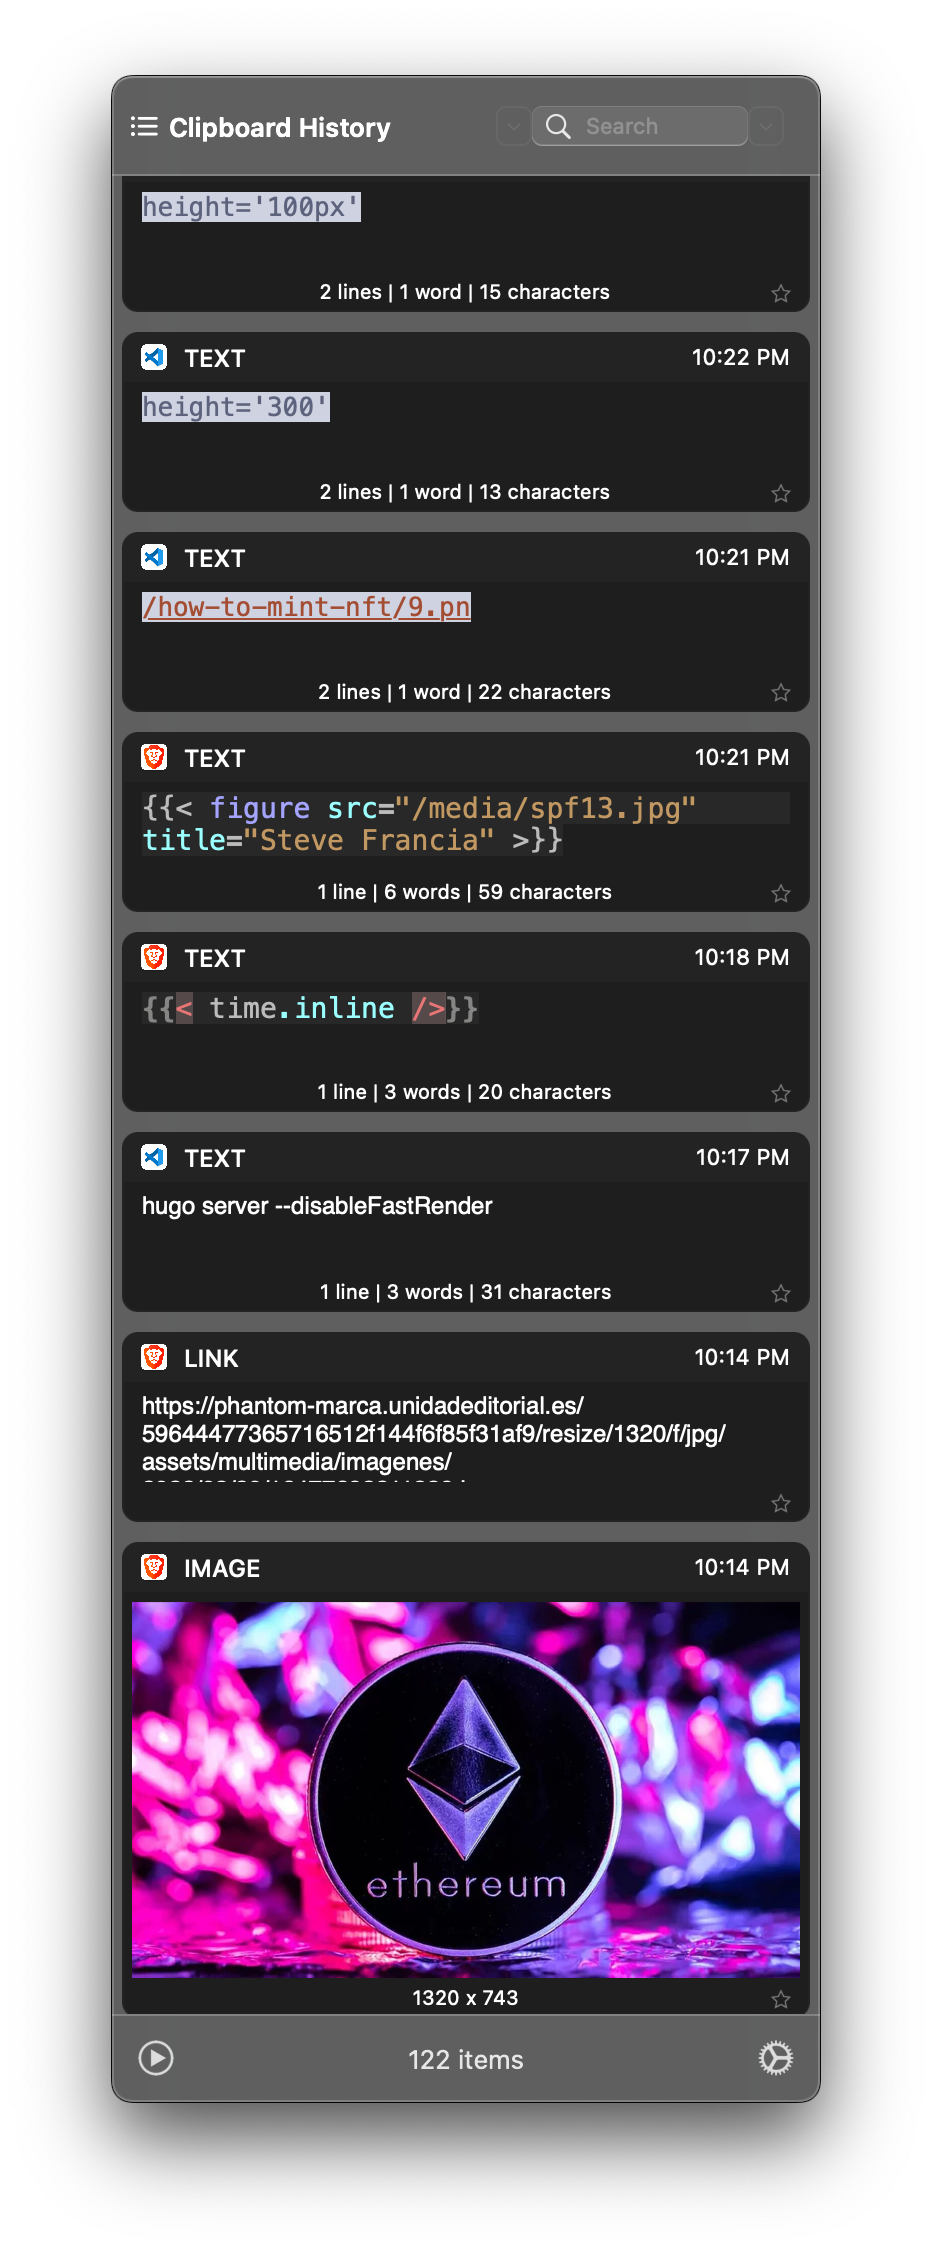 Clipboard History
Search
height='100px'
2 lines | 1 word | 15 characters
TEXT 10:22 PM
height='300'
2 lines | 1 word | 13 characters
TEXT 10:21 PM
/how-to-mint-nft/9.pn
2 lines | 1 word | 22 characters
TEXT 10:21 PM
{{< figure src="/media/spf13.jpg"
title="Steve Francia" >}}
1 line | 6 words | 59 characters
TEXT 10:18 PM
{{< time.inline />}}
1 line | 3 words | 20 characters
TEXT 10:17 PM
hugo server --disableFastRender
1 line | 3 words | 31 characters
LINK 10:14 PM
https://phantom-marca.unidadeditorial.es/
59644477365716512f144f6f85f31af9/resize/1320/f/jpg/
assets/multimedia/imagenes/
IMAGE 10:14 PM
ethereum
1320 x 743
122 items